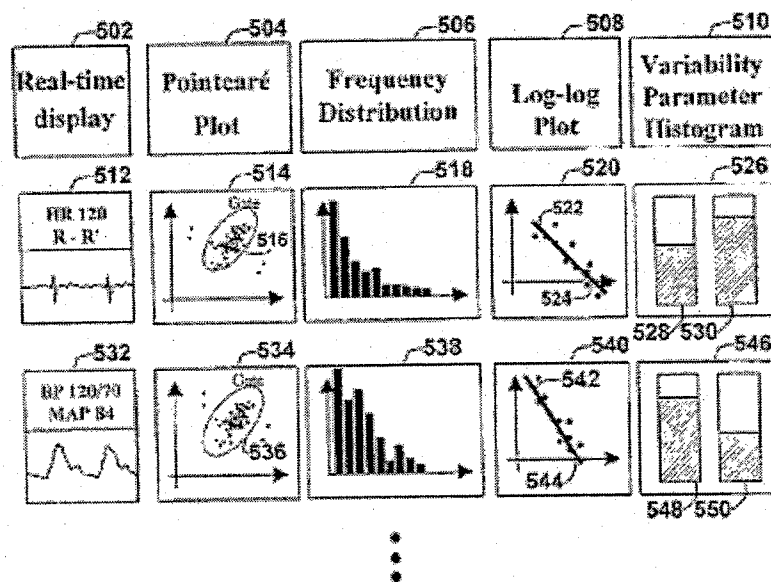 502
504
506
508
510
Real-time
display
Pointcaré
Plot
Frequency
Distribution
Log-log
Plot
Variability
Parameter
Histogram
512
514
518
520
526
HR 120
R - R'
Gate
516
522
524
528
530
532
534
538
540
546
BP 120/70
MAP 84
Gate
536
542
544
548
550